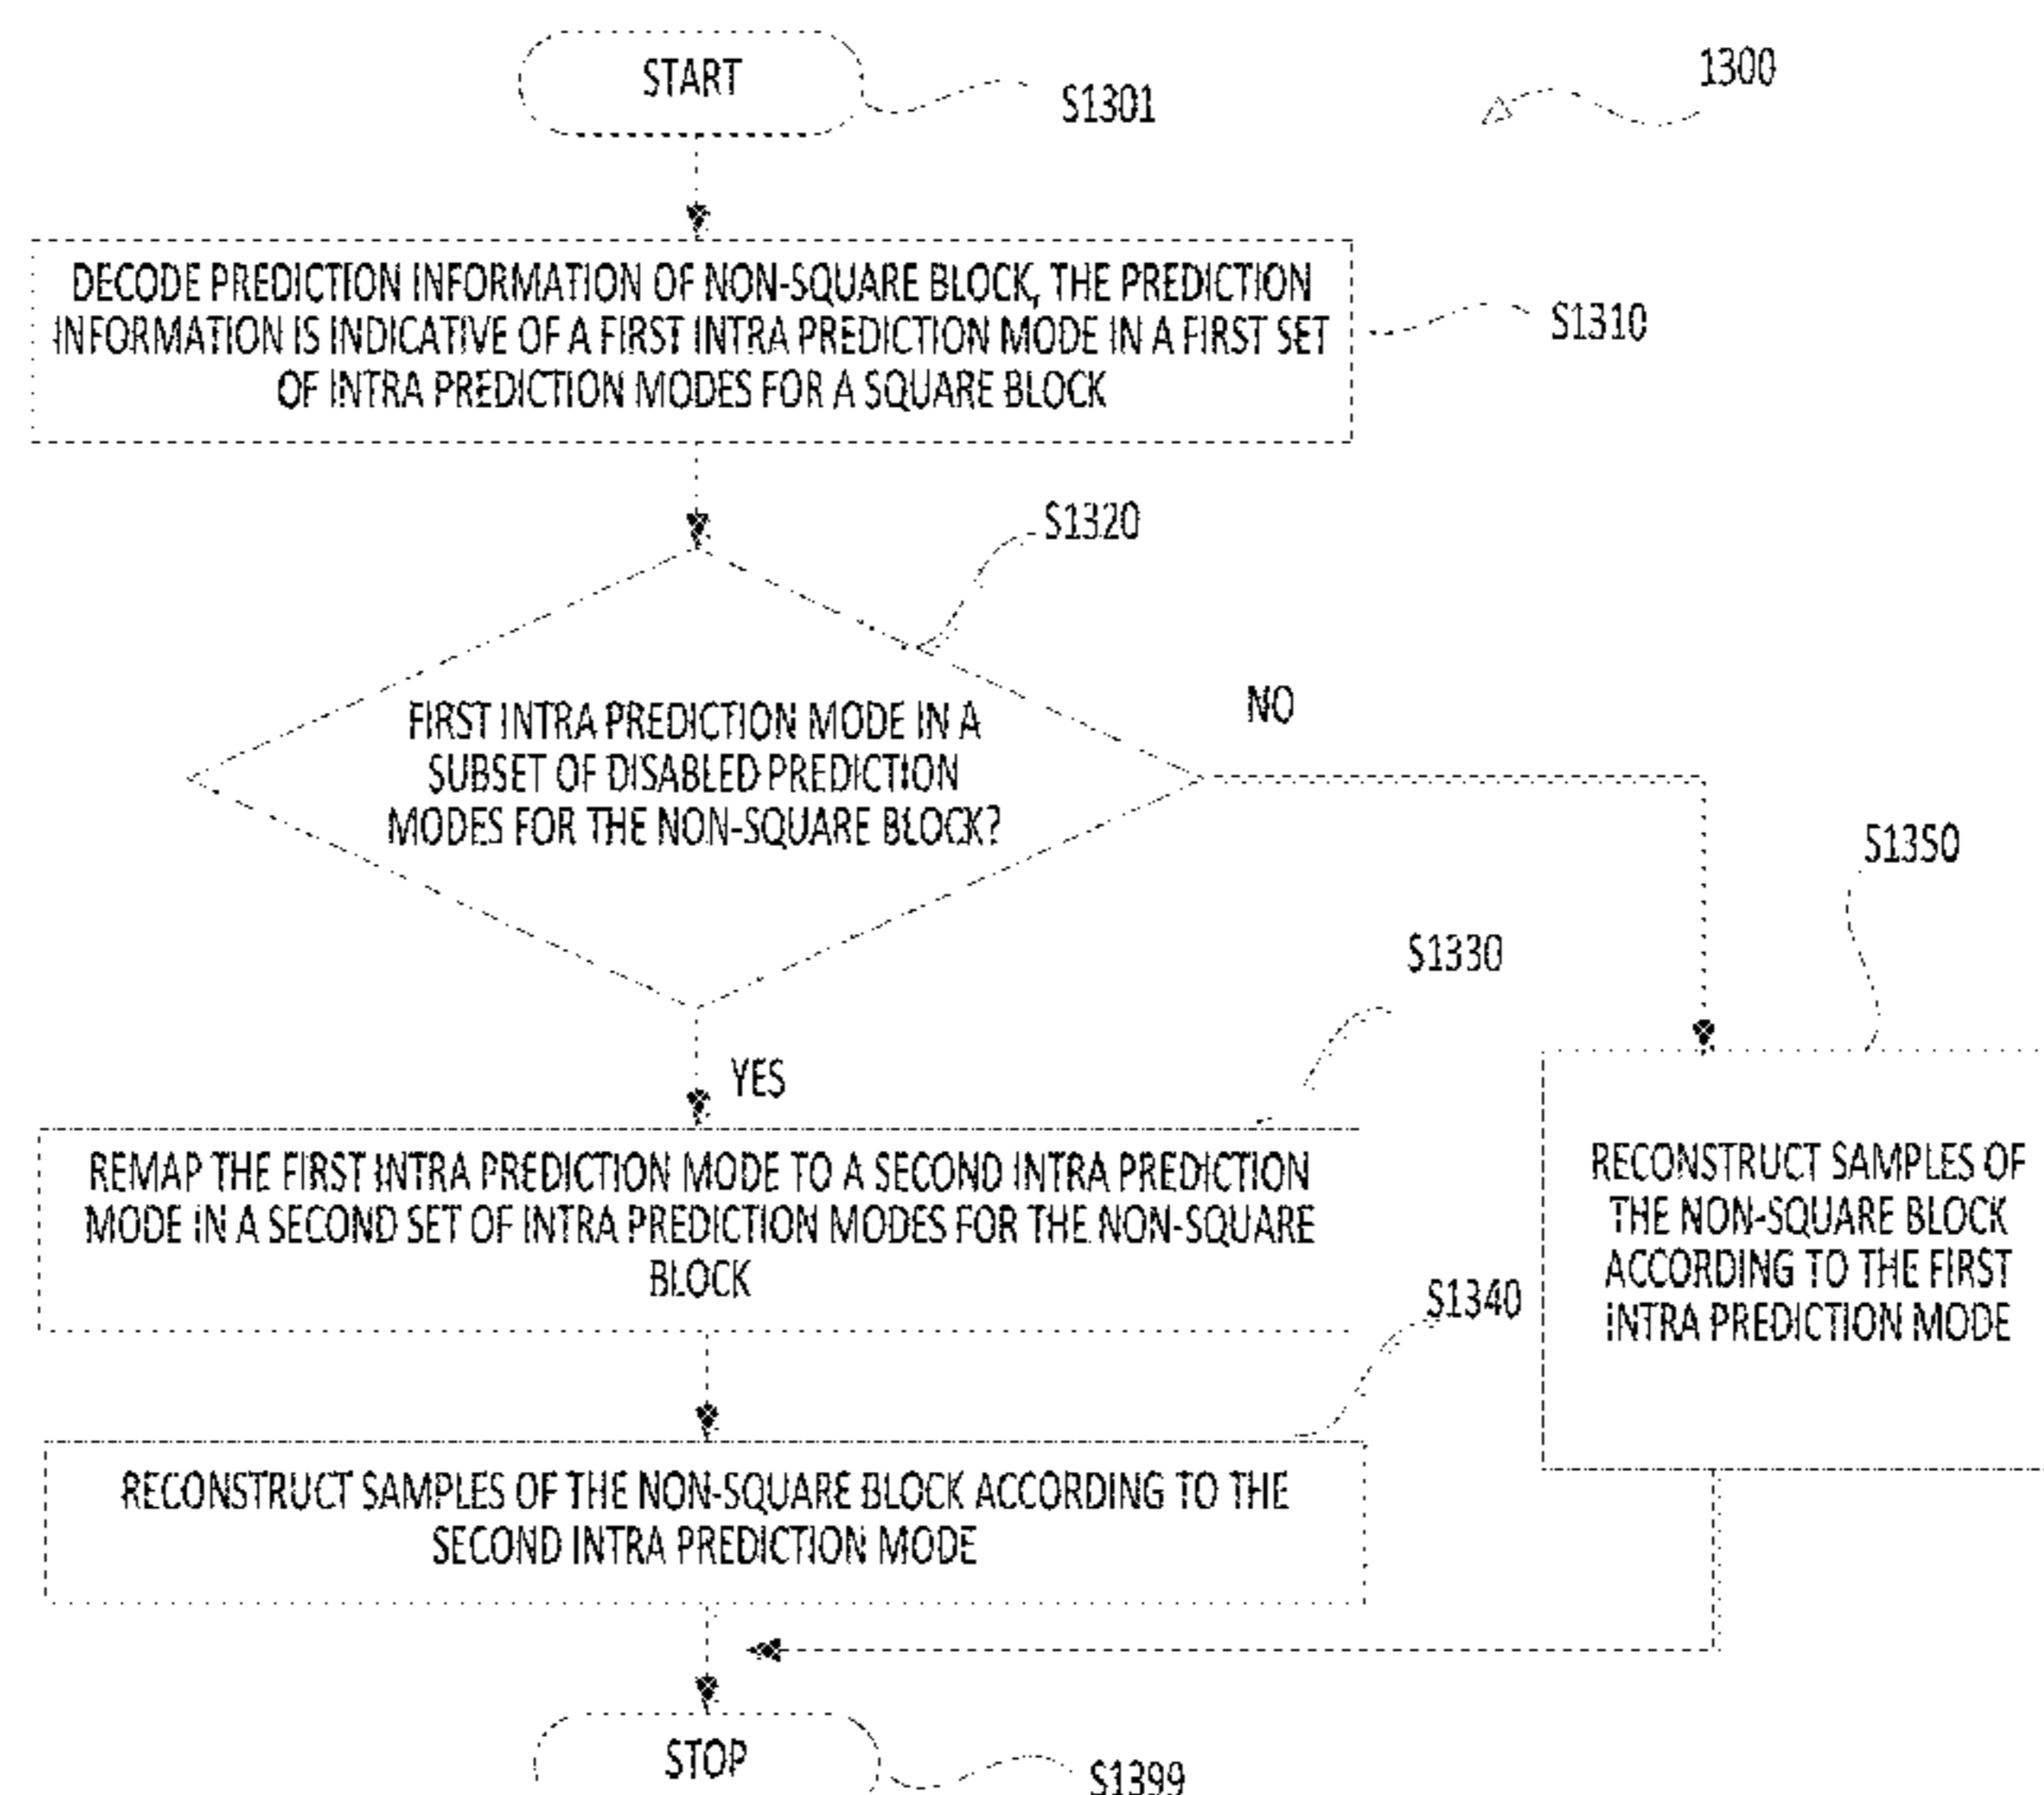 START
S1301
1300
DECODE PREDICTION INFORMATION OF NON-SQUARE BLOCK, THE PREDICTION
INFORMATION IS INDICATIVE OF A FIRST INTRA PREDICTION MODE IN A FIRST SET
OF INTRA PREDICTION MODES FOR A SQUARE BLOCK
S1310
S1320
FIRST INTRA PREDICTION MODE IN A
SUBSET OF DISABLED PREDICTION
MODES FOR THE NON-SQUARE BLOCK?
NO
S1350
S1330
YES
REMAP THE FIRST INTRA PREDICTION MODE TO A SECOND INTRA PREDICTION
MODE IN A SECOND SET OF INTRA PREDICTION MODES FOR THE NON-SQUARE
BLOCK
RECONSTRUCT SAMPLES OF
THE NON-SQUARE BLOCK
ACCORDING TO THE FIRST
INTRA PREDICTION MODE
S1340
RECONSTRUCT SAMPLES OF THE NON-SQUARE BLOCK ACCORDING TO THE
SECOND INTRA PREDICTION MODE
STOP
S1399